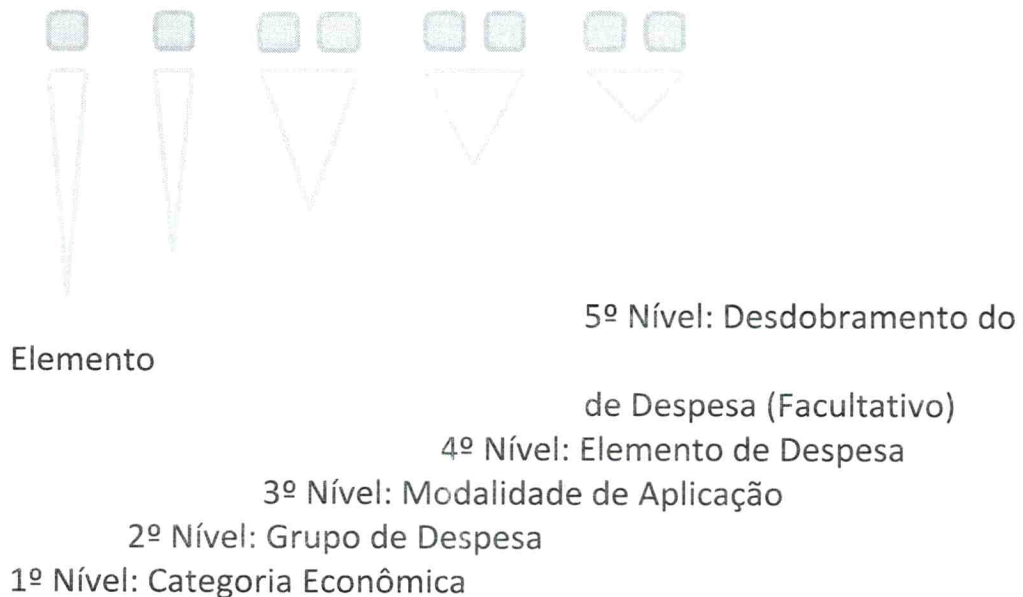 5º Nível: Desdobramento do
Elemento
de Despesa (Facultativo)
4º Nível: Elemento de Despesa
3º Nível: Modalidade de Aplicação
2º Nível: Grupo de Despesa
1º Nível: Categoria Econômica